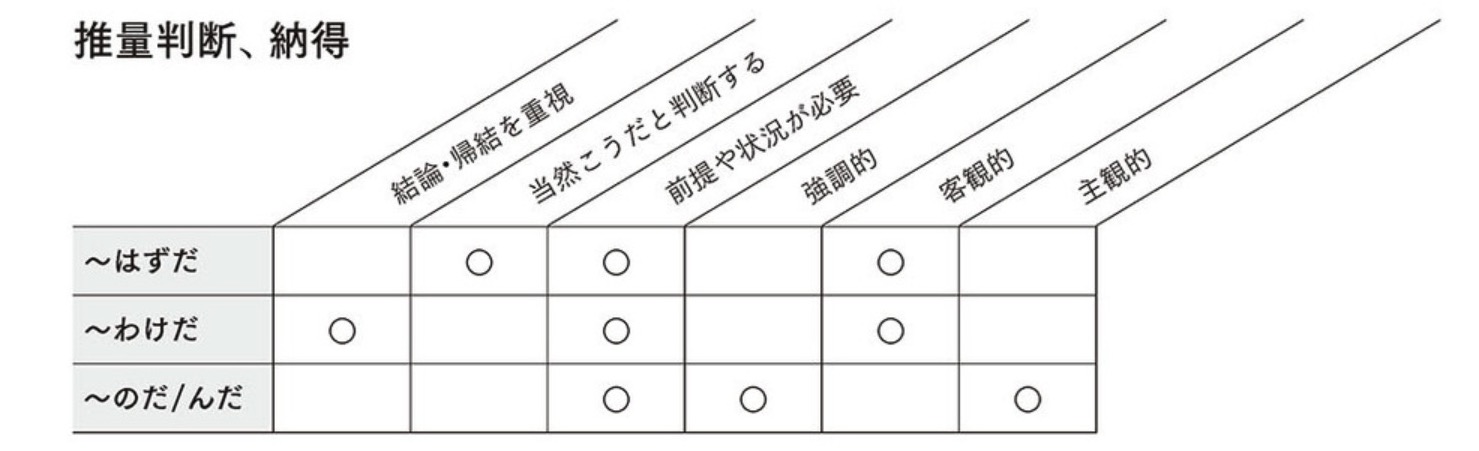 推量判断、納得
結論・帰結を重視
当然こうだと判断する
前提や状況が必要
強調的
客観的
主観的
～はずだ ○ ○ ○
～わけだ ○ ○ ○
～のだ/んだ ○ ○ ○